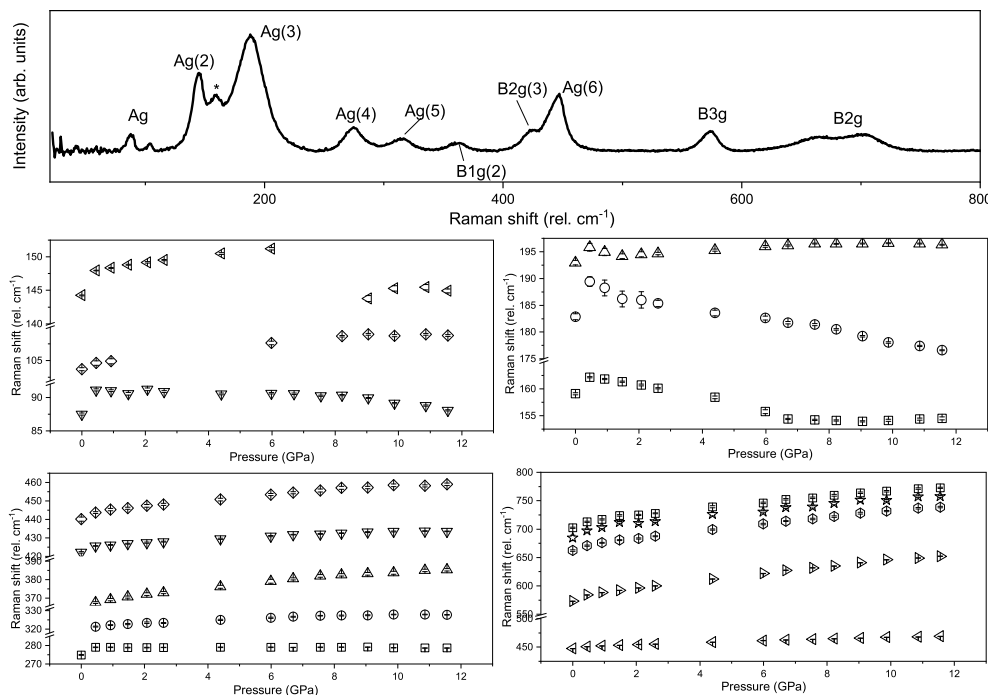 Intensity (arb. units)
Ag
Ag(2)
*
Ag(3)
Ag(4)
Ag(5)
B1g(2)
B2g(3)
Ag(6)
B3g
B2g
200 400 600 800
Raman shift (rel. cm⁻¹)
Raman shift (rel. cm⁻¹)
150
145
140
105
90
85
0 2 4 6 8 10 12
Pressure (GPa)
Raman shift (rel. cm⁻¹)
195
190
185
180
175
160
155
0 2 4 6 8 10 12
Pressure (GPa)
Raman shift (rel. cm⁻¹)
460
440
420
390
380
370
330
320
280
270
0 2 4 6 8 10 12
Pressure (GPa)
Raman shift (rel. cm⁻¹)
800
750
700
650
600
550
500
450
0 2 4 6 8 10 12
Pressure (GPa)